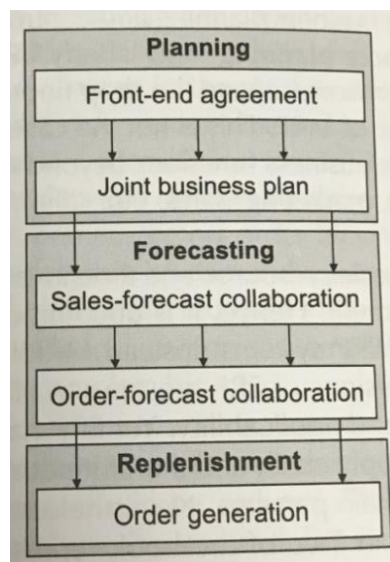 Planning
Front-end agreement
Joint business plan
Forecasting
Sales-forecast collaboration
Order-forecast collaboration
Replenishment
Order generation